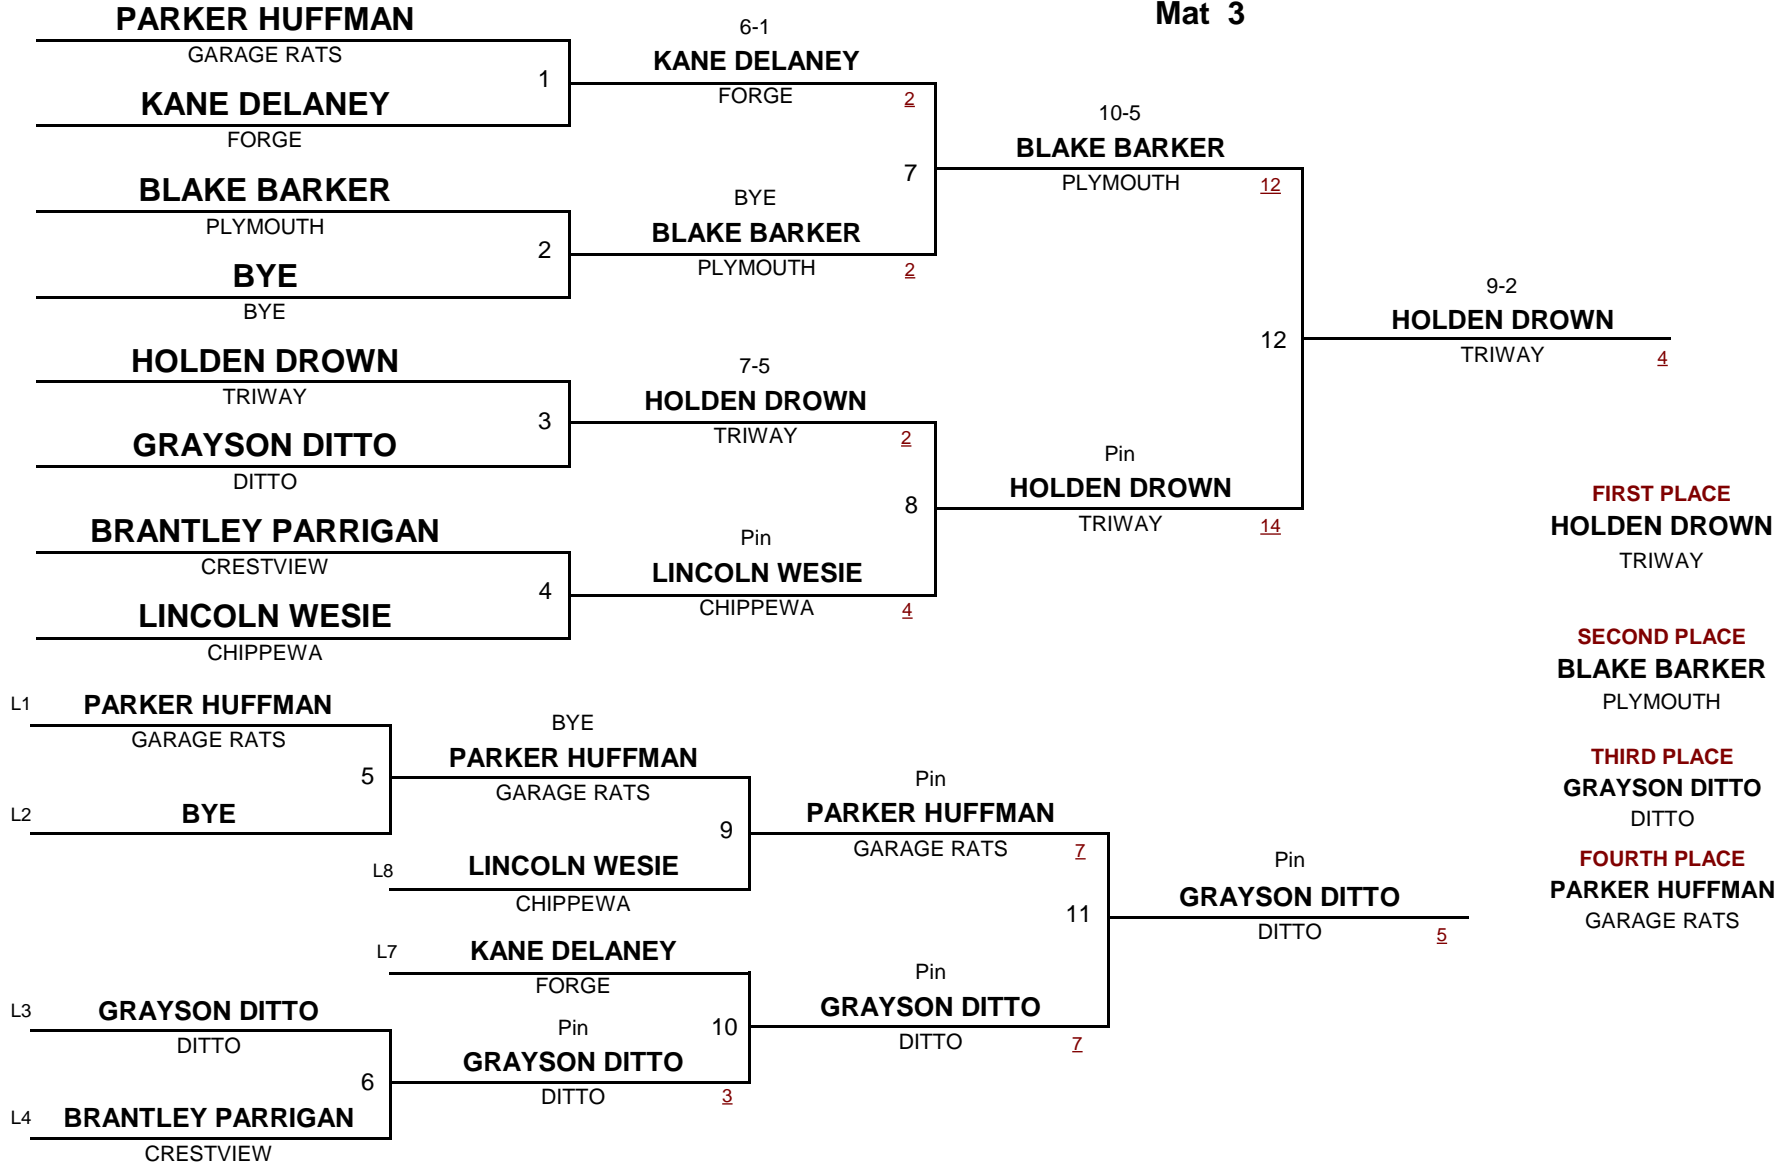 Mat 3
PARKER HUFFMAN
GARAGE RATS
1
KANE DELANEY
FORGE
BLAKE BARKER
PLYMOUTH
2
BYE
BYE
HOLDEN DROWN
TRIWAY
3
GRAYSON DITTO
DITTO
BRANTLEY PARRIGAN
CRESTVIEW
4
LINCOLN WESIE
CHIPPEWA
6-1
KANE DELANEY
FORGE 2
7
BYE
BLAKE BARKER
PLYMOUTH 2
7-5
HOLDEN DROWN
TRIWAY 2
8
Pin
LINCOLN WESIE
CHIPPEWA 4
10-5
BLAKE BARKER
PLYMOUTH 12
12
Pin
HOLDEN DROWN
TRIWAY 14
9-2
HOLDEN DROWN
TRIWAY 4
L1 PARKER HUFFMAN
GARAGE RATS
5
L2 BYE
BYE
PARKER HUFFMAN
GARAGE RATS
9
L8 LINCOLN WESIE
CHIPPEWA
L7 KANE DELANEY
FORGE
10
Pin
GRAYSON DITTO
DITTO 3
L3 GRAYSON DITTO
DITTO
6
L4 BRANTLEY PARRIGAN
CRESTVIEW
Pin
PARKER HUFFMAN
GARAGE RATS 7
11
Pin
GRAYSON DITTO
DITTO 7
Pin
GRAYSON DITTO
DITTO 5
FIRST PLACE
HOLDEN DROWN
TRIWAY
SECOND PLACE
BLAKE BARKER
PLYMOUTH
THIRD PLACE
GRAYSON DITTO
DITTO
FOURTH PLACE
PARKER HUFFMAN
GARAGE RATS